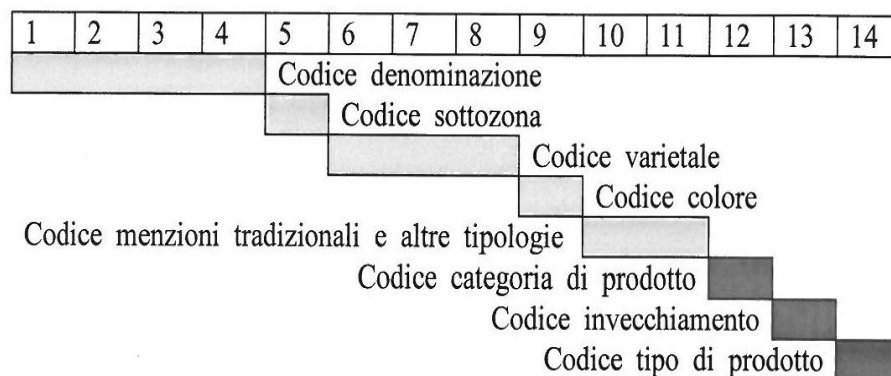 1 2 3 4 5 6 7 8 9 10 11 12 13 14
Codice denominazione
Codice sottozona
Codice varietale
Codice colore
Codice menzioni tradizionali e altre tipologie
Codice categoria di prodotto
Codice invecchiamento
Codice tipo di prodotto